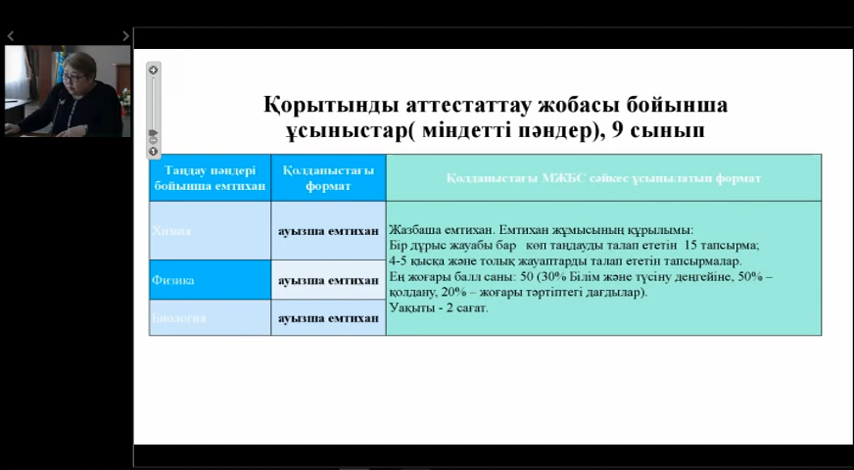 Қорытынды аттестаттау жобасы бойынша
ұсыныстар( міндетті пәндер), 9 сынып
Таңдау пәндері
бойынша емтихан
Қолданыстағы
формат
Қолданыстағы МЖБС сәйкес ұсынылатын формат
Химия
ауызша емтихан
Физика
ауызша емтихан
Биология
ауызша емтихан
Жазбаша емтихан. Емтихан жұмысының құрылымы:
Бір дұрыс жауабы бар көп таңдауды талап ететін 15 тапсырма;
4-5 қысқа және толық жауаптарды талап ететін тапсырмалар.
Ең жоғары балл саны: 50 (30% Білім және түсіну деңгейіне, 50% –
қолдану, 20% – жоғары тәртіптегі дағдылар).
Уақыты - 2 сағат.